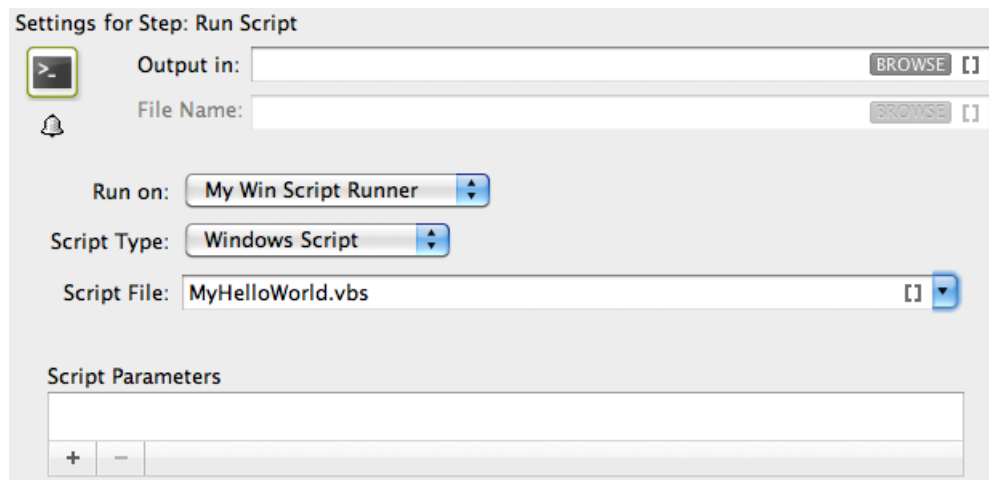 Settings for Step: Run Script
Output in: BROWSE []
File Name: BROWSE []
Run on: My Win Script Runner
Script Type: Windows Script
Script File: MyHelloWorld.vbs []
Script Parameters
+ −